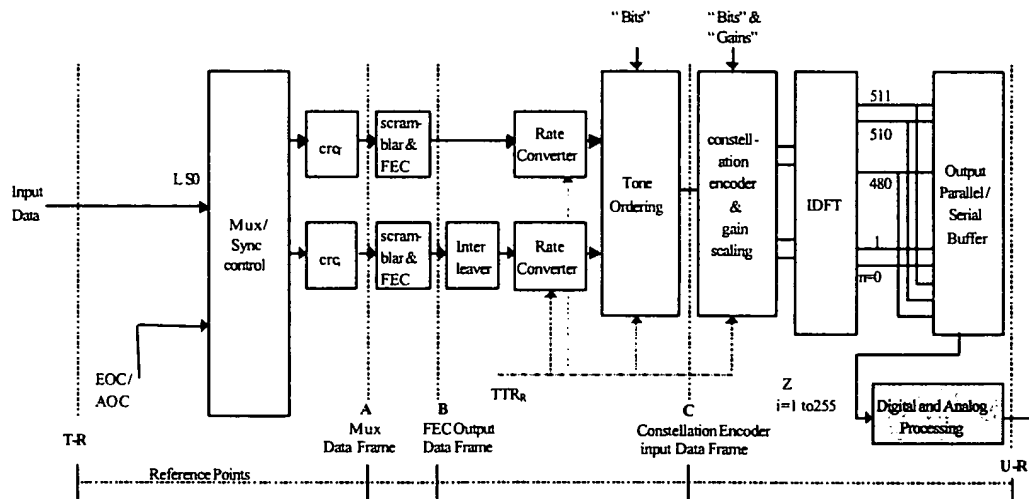 “Bits”
“Bits” &
“Gains”
511
510
480
1
n=0
Input
Data
LS0
Mux/
Sync
control
crq
scram-
blar &
FEC
Rate
Converter
crq
scram-
blar &
FEC
Inter
leaver
Rate
Converter
Tone
Ordering
constell-
ation
encoder
&
gain
scaling
IDFT
Output
Parallel/
Serial
Buffer
EOC/
AOC
TTR_R
Z
i=1 to255
Digital and Analog
Processing
T-R
A
Mux
Data Frame
B
FEC Output
Data Frame
C
Constellation Encoder
input Data Frame
U-R
Reference Points